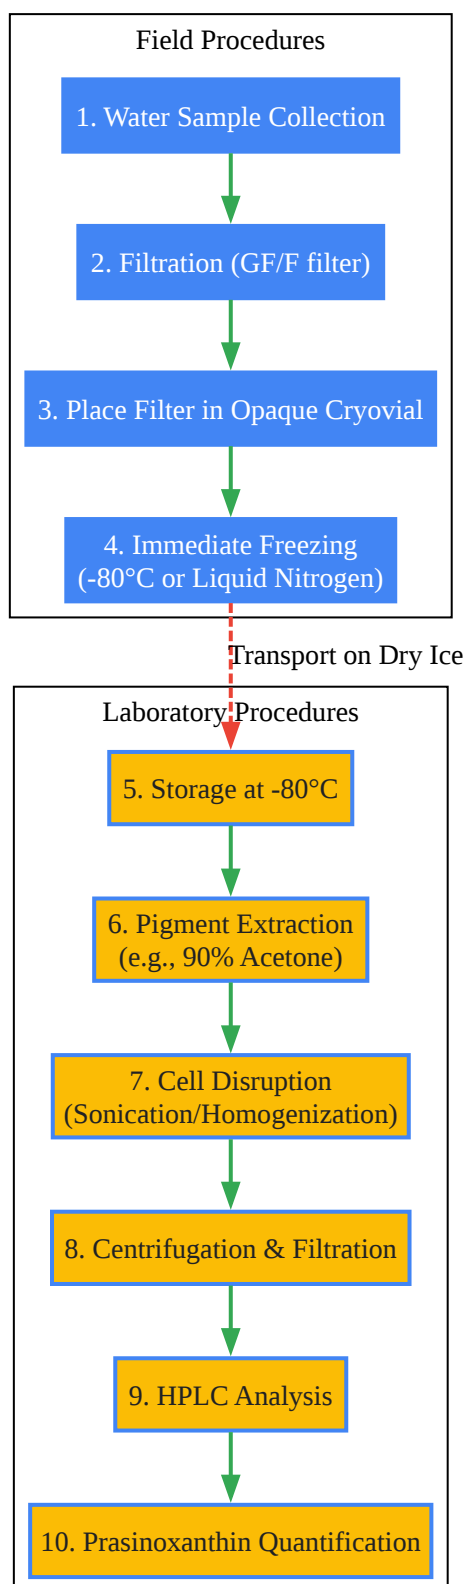 Field Procedures
1. Water Sample Collection
2. Filtration (GF/F filter)
3. Place Filter in Opaque Cryovial
4. Immediate Freezing
(-80°C or Liquid Nitrogen)
Transport on Dry Ice
Laboratory Procedures
5. Storage at -80°C
6. Pigment Extraction
(e.g., 90% Acetone)
7. Cell Disruption
(Sonication/Homogenization)
8. Centrifugation & Filtration
9. HPLC Analysis
10. Prasinoxanthin Quantification